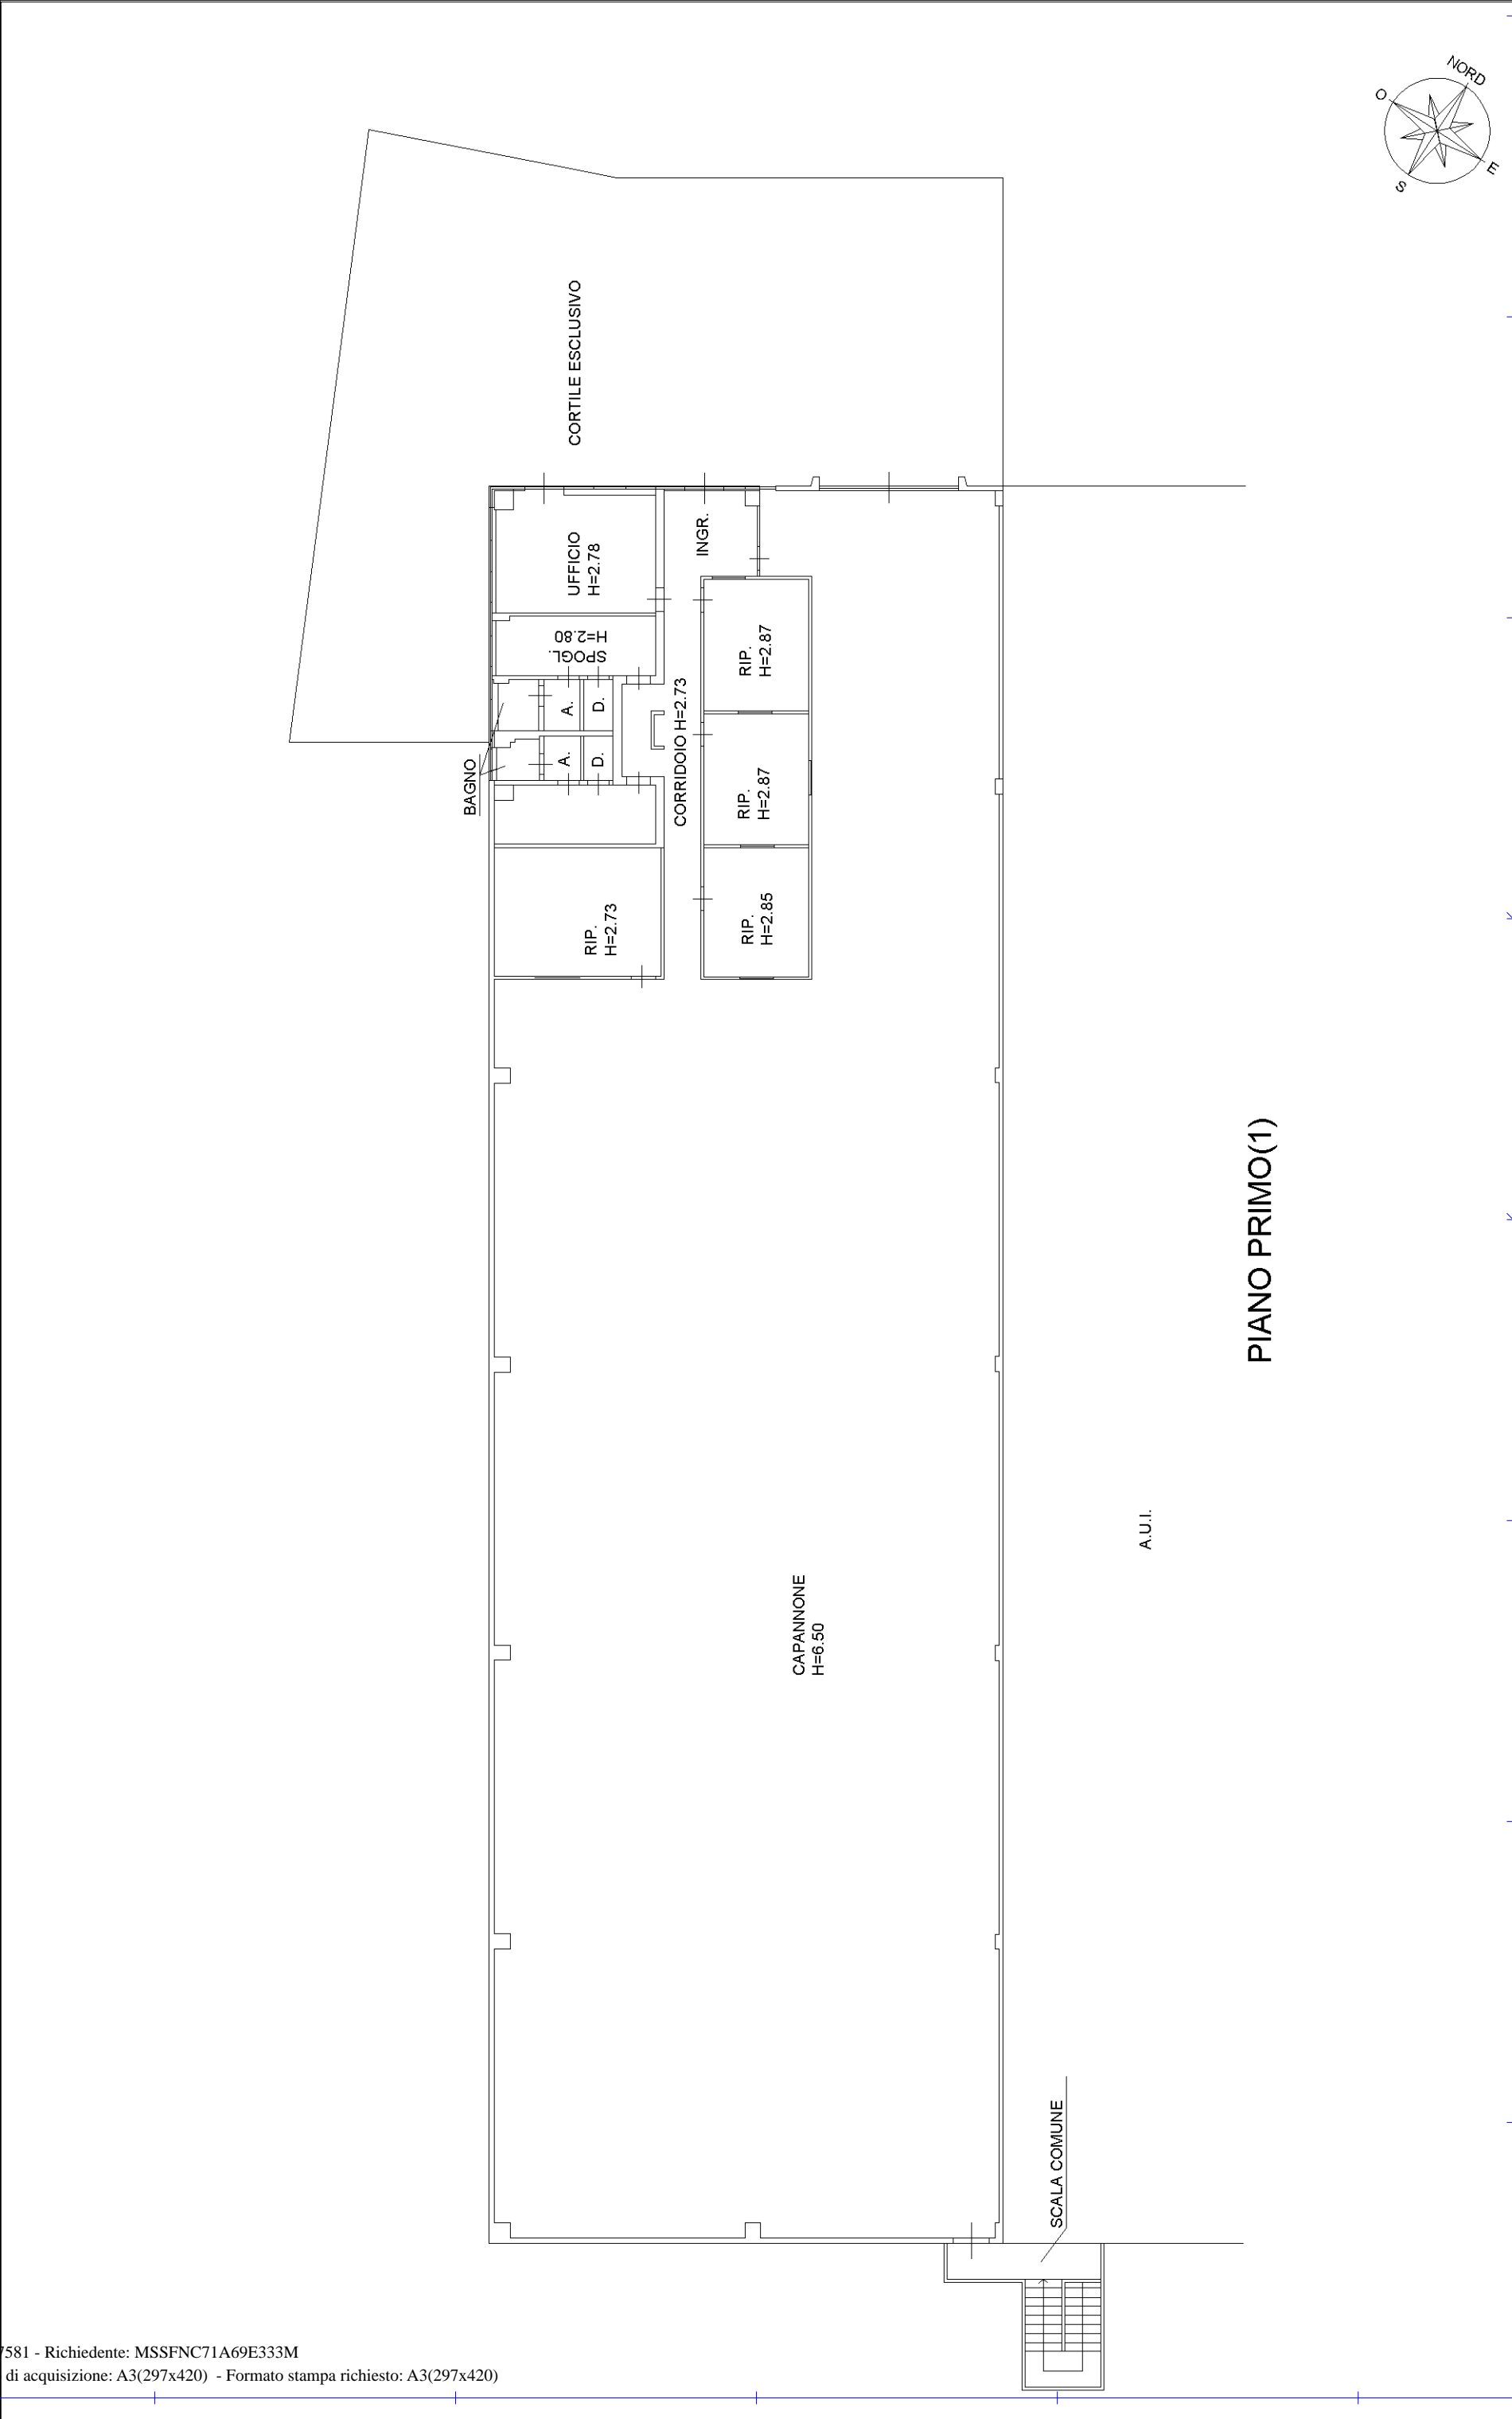 NORD
O
E
S
CORTILE ESCLUSIVO
UFFICIO
H=2.78
INGR.
SPOGL.
H=2.80
RIP.
H=2.87
A.
D.
CORRIDOIO H=2.73
BAGNO
A.
D.
RIP.
H=2.87
RIP.
H=2.73
RIP.
H=2.85
PIANO PRIMO(1)
A.U.I.
CAPANNONE
H=6.50
SCALA COMUNE
7581 - Richiedente: MSSFNC71A69E333M
di acquisizione: A3(297x420) - Formato stampa richiesto: A3(297x420)